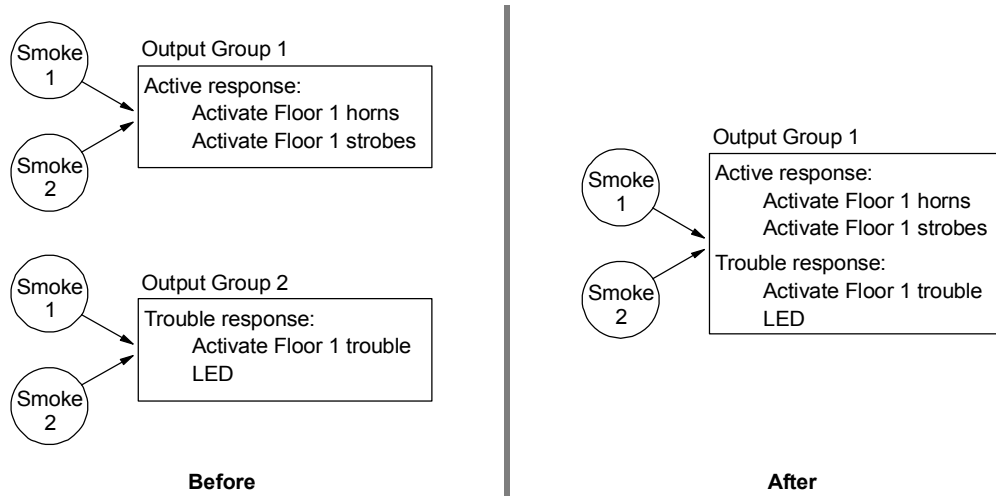 Smoke
1
Smoke
2
Output Group 1
Active response:
Activate Floor 1 horns
Activate Floor 1 strobes
Smoke
1
Smoke
2
Output Group 2
Trouble response:
Activate Floor 1 trouble
LED
Before
Smoke
1
Smoke
2
Output Group 1
Active response:
Activate Floor 1 horns
Activate Floor 1 strobes
Trouble response:
Activate Floor 1 trouble
LED
After